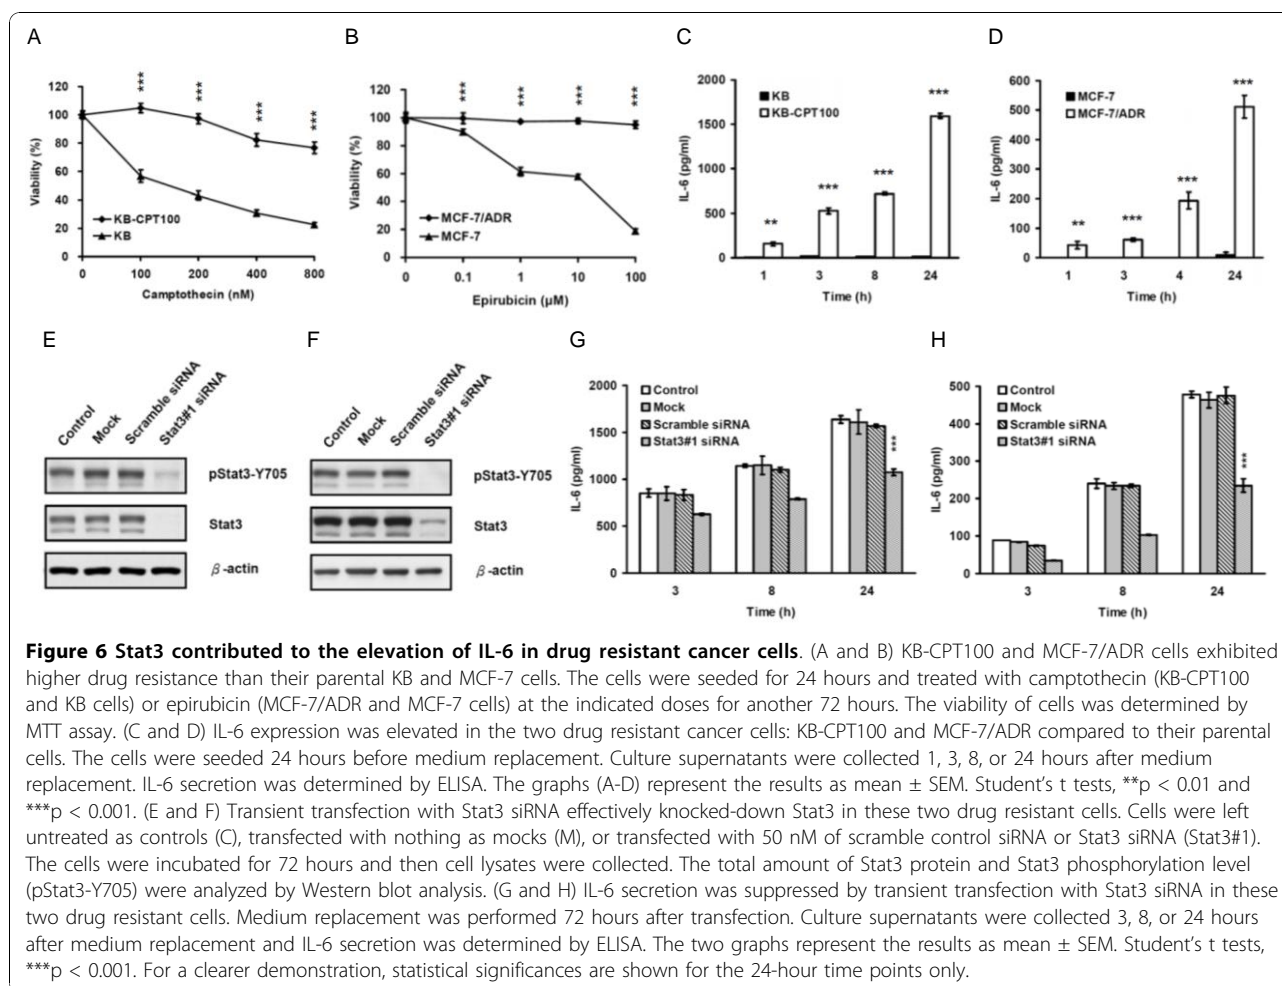 A
B
C
D
Viability (%)
120
100
80
60
40
20
0
***
***
***
***
KB-CPT100
KB
0
100
200
400
800
Camptothecin (nM)
Viability (%)
120
100
80
60
40
20
0
***
***
***
***
MCF-7/ADR
MCF-7
0
0.1
1
10
100
Epirubicin (μM)
IL-6 (pg/ml)
2000
1500
1000
500
0
KB
KB-CPT100
**
***
***
***
1
3
8
24
Time (h)
IL-6 (pg/ml)
600
500
400
300
200
100
0
MCF-7
MCF-7/ADR
**
***
***
***
1
3
4
24
Time (h)
E
F
G
H
Control
Mock
Scramble siRNA
Stat3#1 siRNA
pStat3-Y705
Stat3
β-actin
Control
Mock
Scramble siRNA
Stat3#1 siRNA
pStat3-Y705
Stat3
β-actin
IL-6 (pg/ml)
2000
1500
1000
500
0
Control
Mock
Scramble siRNA
Stat3#1 siRNA
***
3
8
24
Time (h)
IL-6 (pg/ml)
500
400
300
200
100
0
Control
Mock
Scramble siRNA
Stat3#1 siRNA
***
3
8
24
Time (h)
Figure 6 Stat3 contributed to the elevation of IL-6 in drug resistant cancer cells. (A and B) KB-CPT100 and MCF-7/ADR cells exhibited
higher drug resistance than their parental KB and MCF-7 cells. The cells were seeded for 24 hours and treated with camptothecin (KB-CPT100
and KB cells) or epirubicin (MCF-7/ADR and MCF-7 cells) at the indicated doses for another 72 hours. The viability of cells was determined by
MTT assay. (C and D) IL-6 expression was elevated in the two drug resistant cancer cells: KB-CPT100 and MCF-7/ADR compared to their parental
cells. The cells were seeded 24 hours before medium replacement. Culture supernatants were collected 1, 3, 8, or 24 hours after medium
replacement. IL-6 secretion was determined by ELISA. The graphs (A-D) represent the results as mean ± SEM. Student's t tests, **p < 0.01 and
***p < 0.001. (E and F) Transient transfection with Stat3 siRNA effectively knocked-down Stat3 in these two drug resistant cells. Cells were left
untreated as controls (C), transfected with nothing as mocks (M), or transfected with 50 nM of scramble control siRNA or Stat3 siRNA (Stat3#1).
The cells were incubated for 72 hours and then cell lysates were collected. The total amount of Stat3 protein and Stat3 phosphorylation level
(pStat3-Y705) were analyzed by Western blot analysis. (G and H) IL-6 secretion was suppressed by transient transfection with Stat3 siRNA in these
two drug resistant cells. Medium replacement was performed 72 hours after transfection. Culture supernatants were collected 3, 8, or 24 hours
after medium replacement and IL-6 secretion was determined by ELISA. The two graphs represent the results as mean ± SEM. Student's t tests,
***p < 0.001. For a clearer demonstration, statistical significances are shown for the 24-hour time points only.